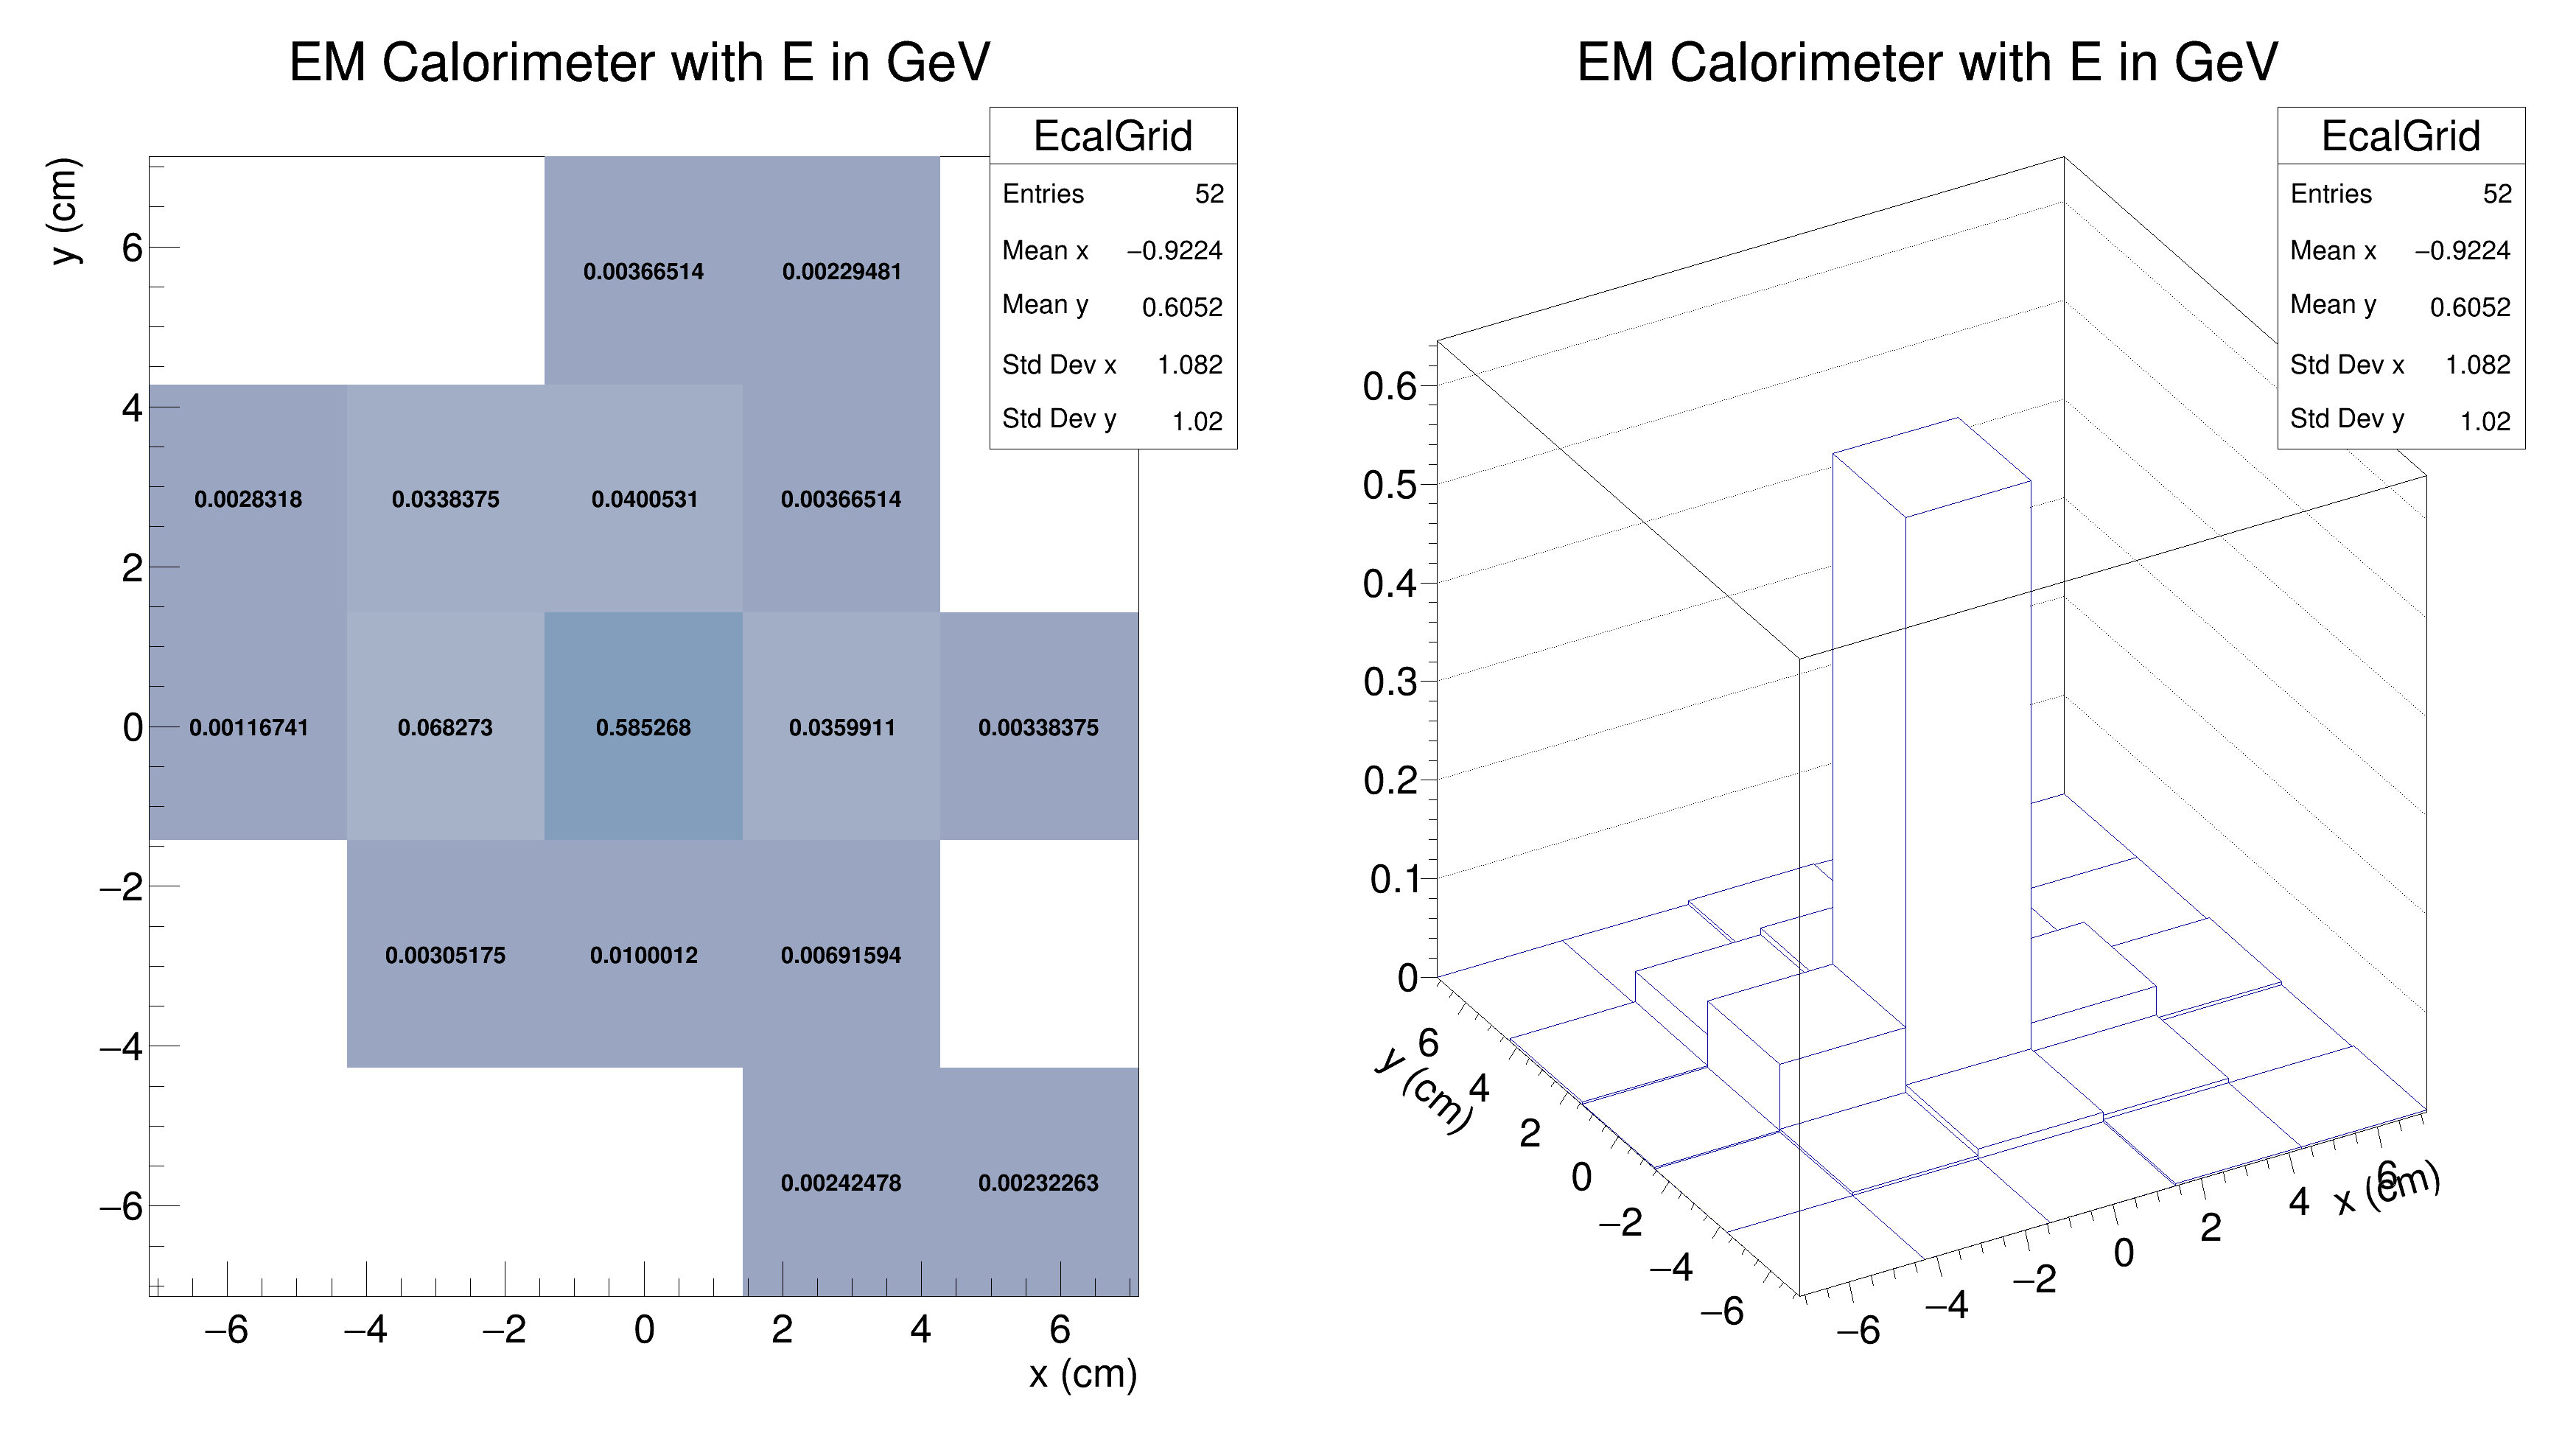 EM Calorimeter with E in GeV
EcalGrid
Entries 52
Mean x −0.9224
Mean y 0.6052
Std Dev x 1.082
Std Dev y 1.02
y (cm)
6
4
2
0
−2
−4
−6
0.00366514 0.00229481
0.0028318 0.0338375 0.0400531 0.00366514
0.00116741 0.068273 0.585268 0.0359911 0.00338375
0.00305175 0.0100012 0.00691594
0.00242478 0.00232263
−6 −4 −2 0 2 4 6
x (cm)
EM Calorimeter with E in GeV
EcalGrid
Entries 52
Mean x −0.9224
Mean y 0.6052
Std Dev x 1.082
Std Dev y 1.02
0.6
0.5
0.4
0.3
0.2
0.1
0
y (cm)
6
4
2
0
−2
−4
−6
−6 −4 −2 0 2 4 6
x (cm)